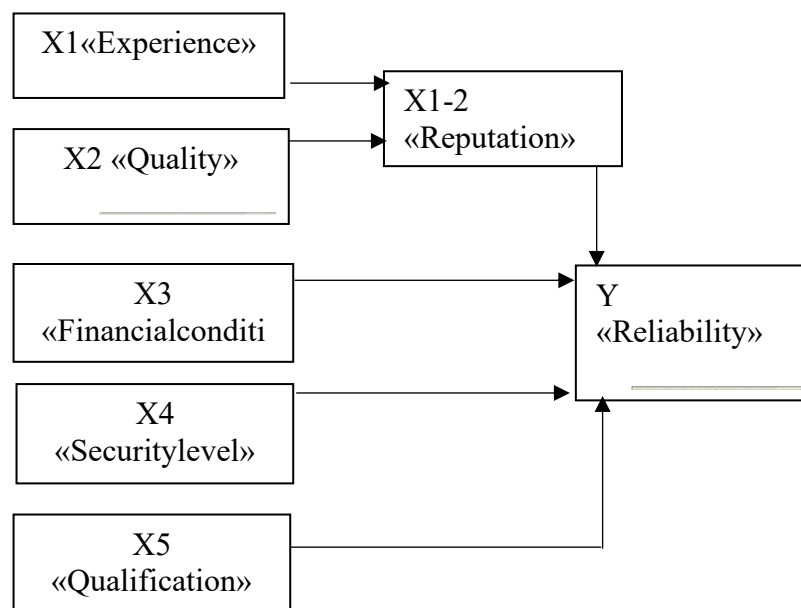 X1«Experience»
X1-2
«Reputation»
X2 «Quality»
X3
«Financialconditi
Y
«Reliability»
X4
«Securitylevel»
X5
«Qualification»